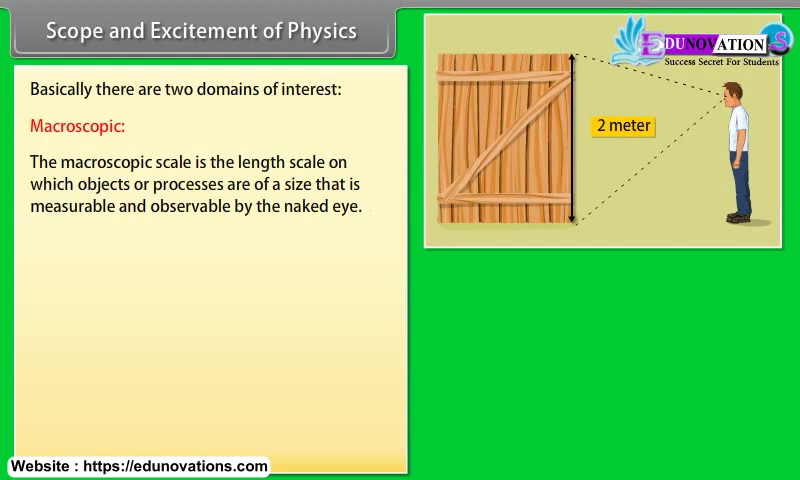 Scope and Excitement of Physics
EDUNOVATION S
Success Secret For Students
Basically there are two domains of interest:
Macroscopic:
The macroscopic scale is the length scale on
which objects or processes are of a size that is
measurable and observable by the naked eye.
2 meter
Website : https://edunovations.com